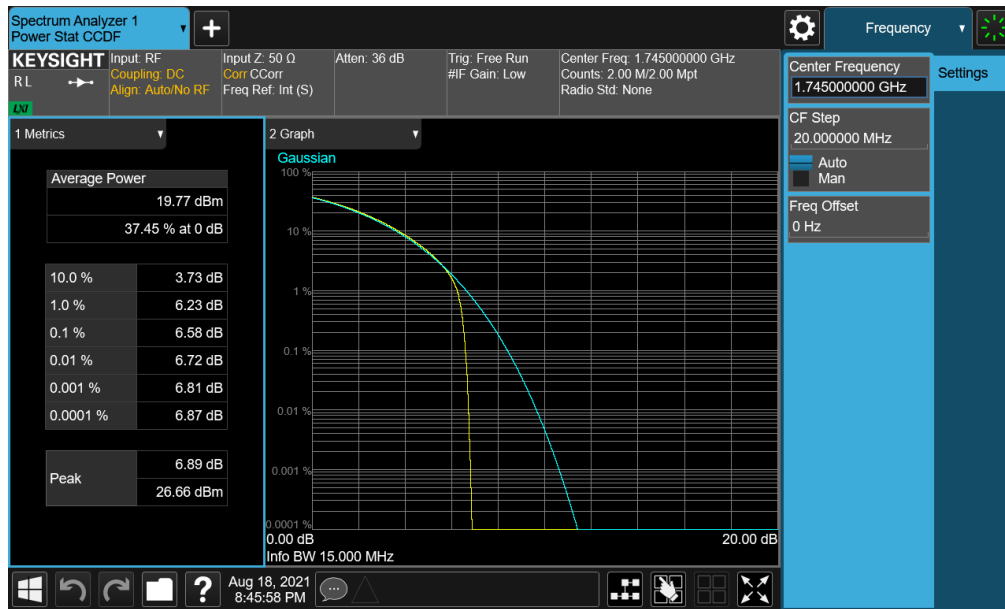 Spectrum Analyzer 1
Power Stat CCDF
+
Frequency
KEYSIGHT
RL
LXI
Input: RF
Coupling: DC
Align: Auto/No RF
Input Z: 50 Ω
Corr CCorr
Freq Ref: Int (S)
Atten: 36 dB
Trig: Free Run
#IF Gain: Low
Center Freq: 1.745000000 GHz
Counts: 2.00 M/2.00 Mpt
Radio Std: None
Center Frequency
1.745000000 GHz
Settings
CF Step
20.000000 MHz
Auto
Man
Freq Offset
0 Hz
1 Metrics
Average Power
19.77 dBm
37.45 % at 0 dB
10.0 % 3.73 dB
1.0 % 6.23 dB
0.1 % 6.58 dB
0.01 % 6.72 dB
0.001 % 6.81 dB
0.0001 % 6.87 dB
Peak 6.89 dB
26.66 dBm
2 Graph
Gaussian
100 %
10 %
1 %
0.1 %
0.01 %
0.001 %
0.0001 %
0.00 dB 20.00 dB
Info BW 15.000 MHz
?
Aug 18, 2021
8:45:58 PM